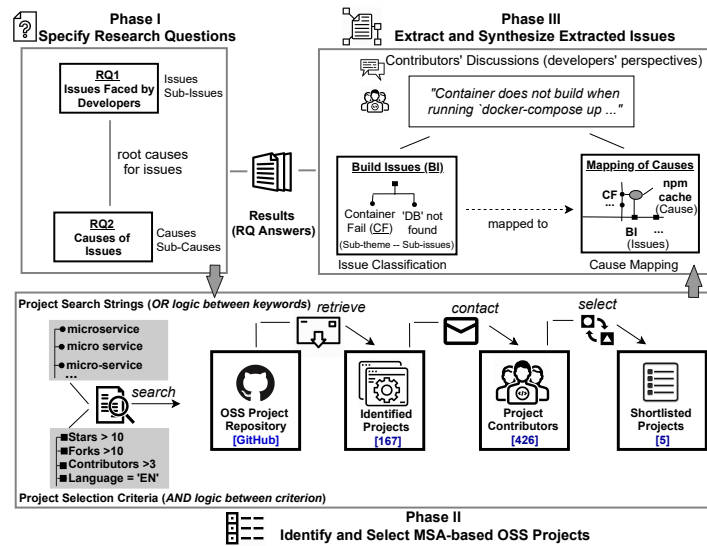 Phase I
Specify Research Questions
RQ1
Issues Faced by
Developers
Issues
Sub-Issues
root causes
for issues
RQ2
Causes of
Issues
Causes
Sub-Causes
Results
(RQ Answers)
Phase III
Extract and Synthesize Extracted Issues
Contributors' Discussions (developers' perspectives)
"Container does not build when
running `docker-compose up ..."
Build Issues (BI)
Container
Fail (CF)
'DB' not
found
(Sub-theme -- Sub-issues)
Issue Classification
mapped to
Mapping of Causes
CF
...
npm
cache
(Cause)
BI
...
(Issues)
Cause Mapping
Project Search Strings (OR logic between keywords)
microservice
micro service
micro-service
...
search
Stars > 10
Forks >10
Contributors >3
Language = 'EN'
Project Selection Criteria (AND logic between criterion)
retrieve
contact
select
OSS Project
Repository
[GitHub]
Identified
Projects
[167]
Project
Contributors
[426]
Shortlisted
Projects
[5]
Phase II
Identify and Select MSA-based OSS Projects